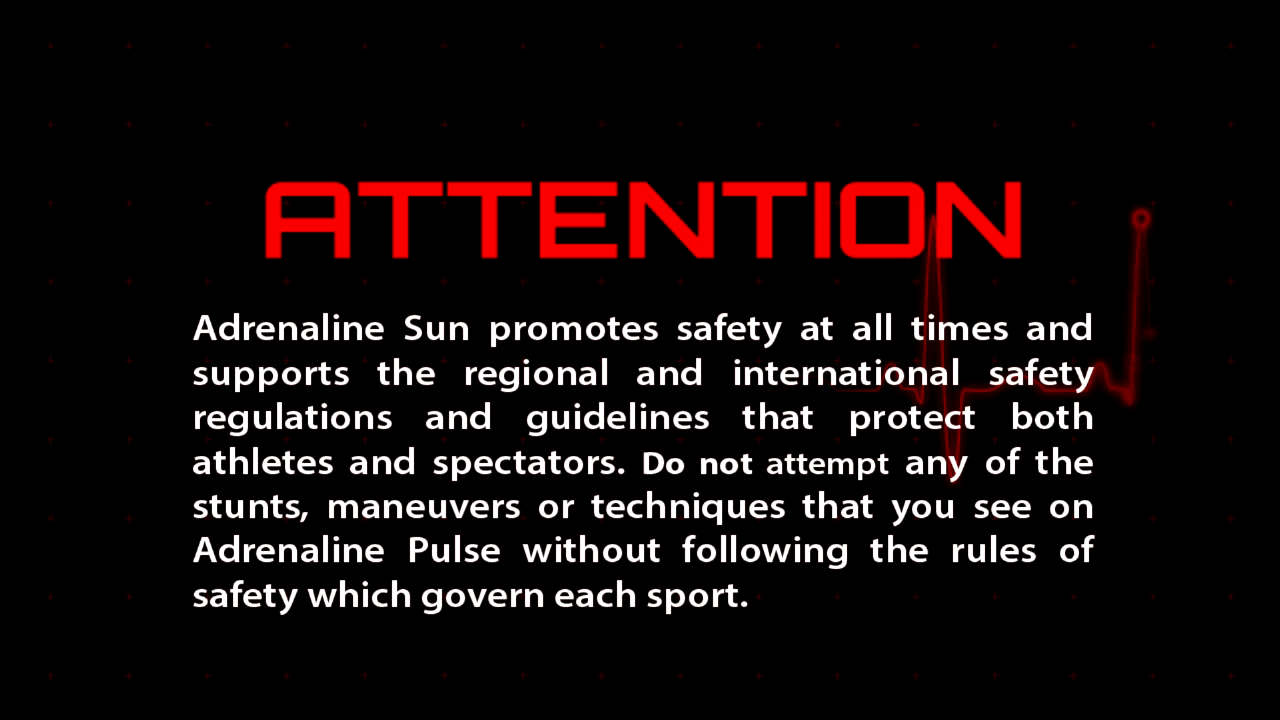 ATTENTION
Adrenaline Sun promotes safety at all times and
supports the regional and international safety
regulations and guidelines that protect both
athletes and spectators. Do not attempt any of the
stunts, maneuvers or techniques that you see on
Adrenaline Pulse without following the rules of
safety which govern each sport.